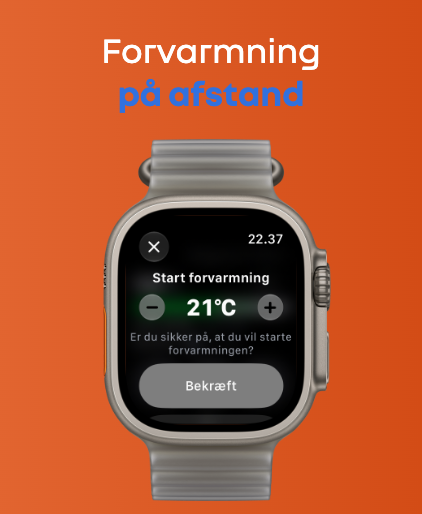 Forvarmning
på afstand
22.37
Start forvarmning
21°C
Er du sikker på, at du vil starte
forvarmningen?
Bekræft